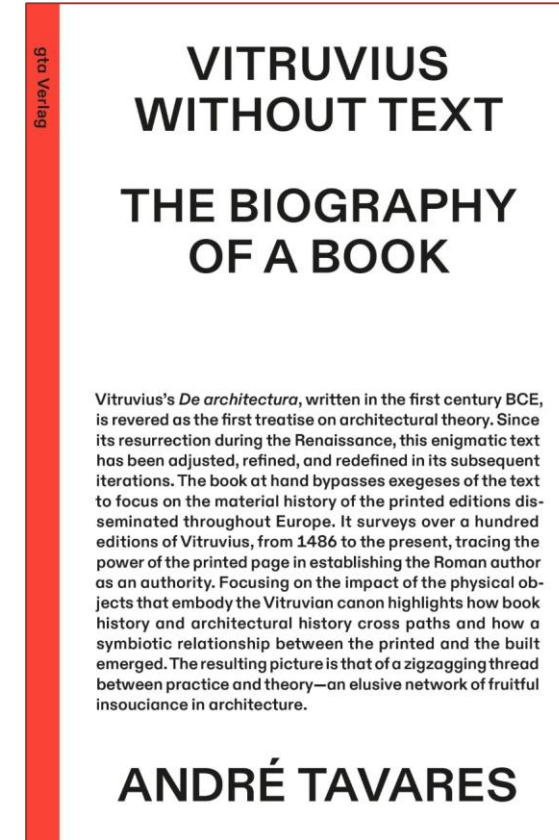 gta Verlag
VITRUVIUS
WITHOUT TEXT
THE BIOGRAPHY
OF A BOOK
Vitruvius's De architectura, written in the first century BCE,
is revered as the first treatise on architectural theory. Since
its resurrection during the Renaissance, this enigmatic text
has been adjusted, refined, and redefined in its subsequent
iterations. The book at hand bypasses exegeses of the text
to focus on the material history of the printed editions dis-
seminated throughout Europe. It surveys over a hundred
editions of Vitruvius, from 1486 to the present, tracing the
power of the printed page in establishing the Roman author
as an authority. Focusing on the impact of the physical ob-
jects that embody the Vitruvian canon highlights how book
history and architectural history cross paths and how a
symbiotic relationship between the printed and the built
emerged. The resulting picture is that of a zigzagging thread
between practice and theory—an elusive network of fruitful
insouciance in architecture.
ANDRÉ TAVARES